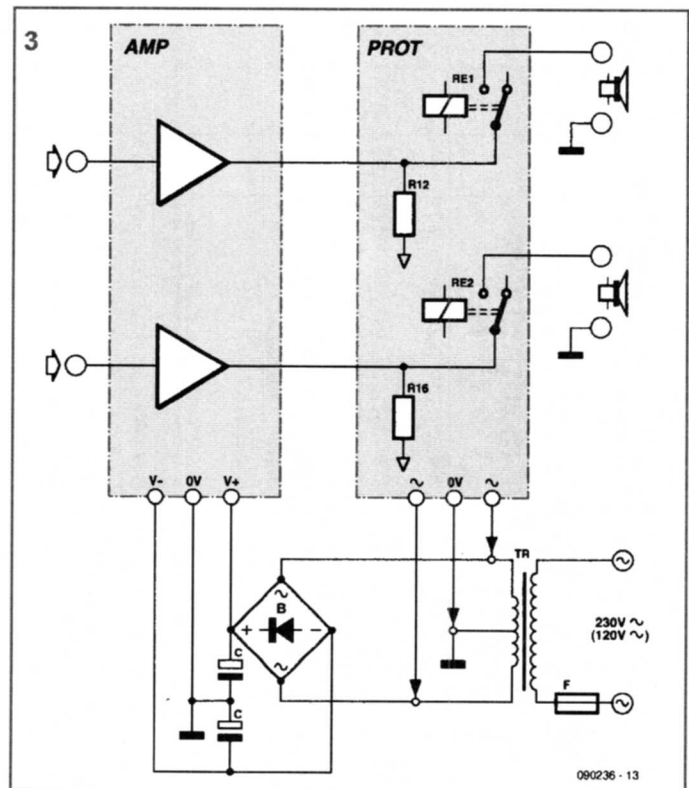 3
AMP
PROT
RE1
R12
RE2
R16
V- 0V V+
~ 0V ~
TR
B
~
+ -
~
C
C
230V ~
(120V ~)
F
090236 - 13